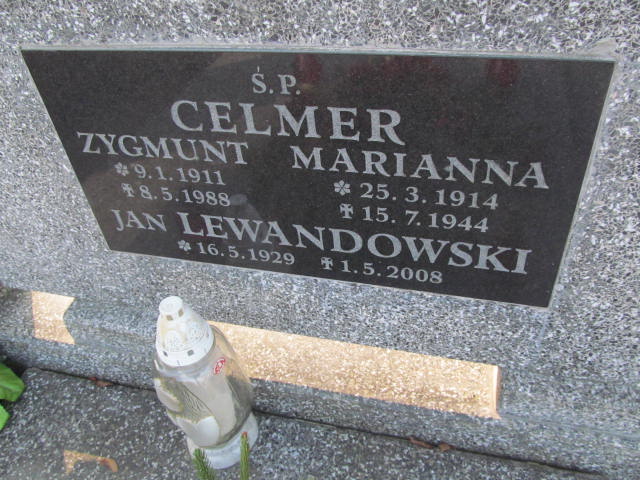 Ś.P.
CELMER
ZYGMUNT MARIANNA
9.1.1911 25.3.1914
8.5.1988 15.7.1944
JAN LEWANDOWSKI
16.5.1929 1.5.2008